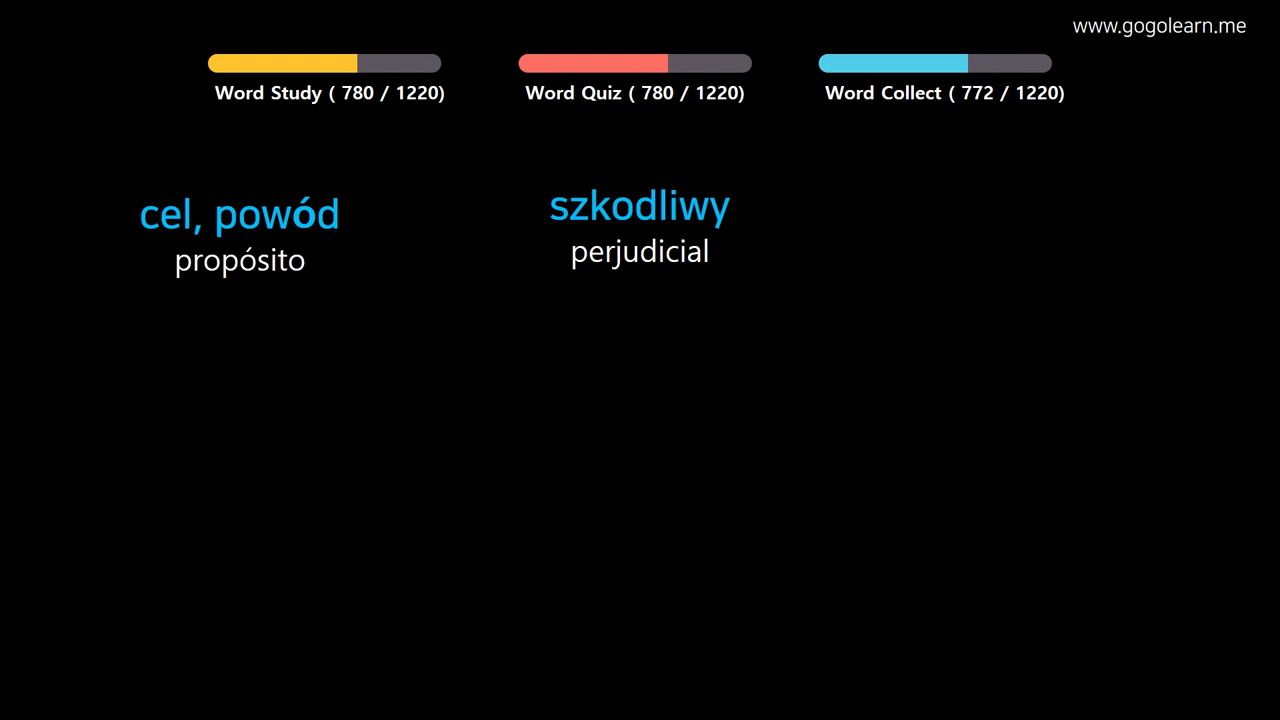 www.gogolearn.me
Word Study ( 780 / 1220)
Word Quiz ( 780 / 1220)
Word Collect ( 772 / 1220)
cel, powód
propósito
szkodliwy
perjudicial